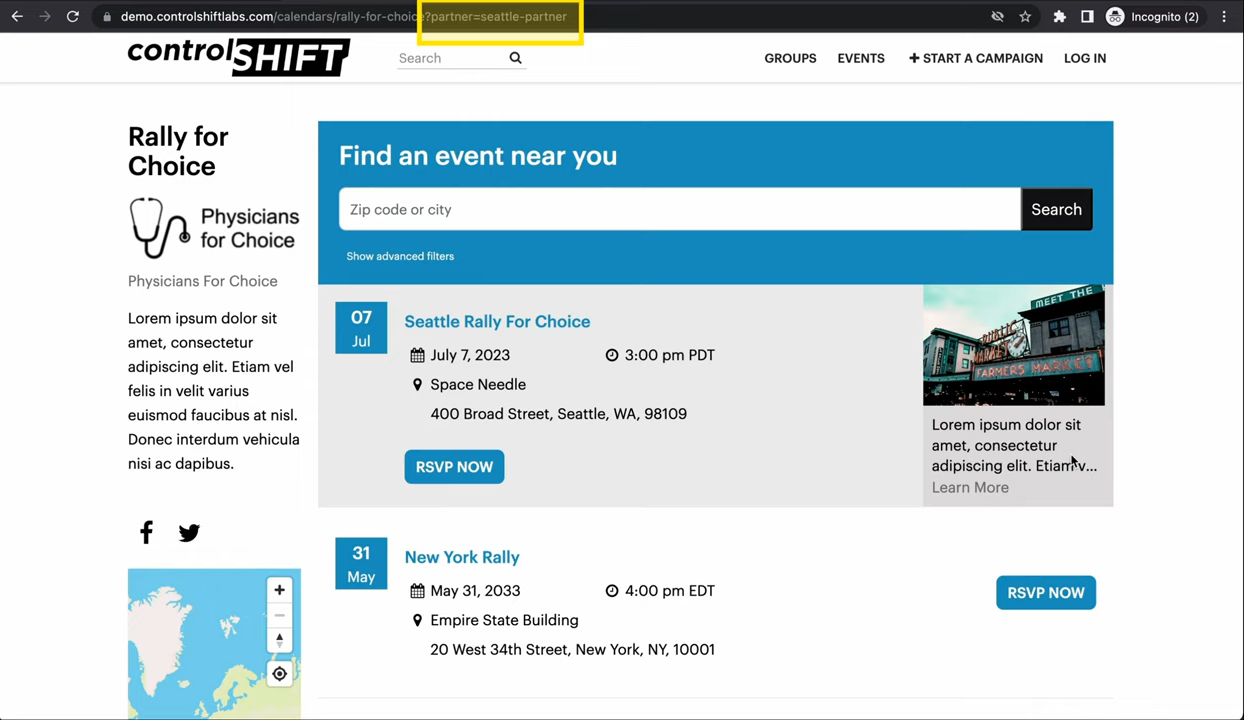 demo.controlshiftlabs.com/calendars/rally-for-choice?partner=seattle-partner
Incognito (2)
controlSHIFT
Search
GROUPS
EVENTS
START A CAMPAIGN
LOG IN
Rally for
Choice
Physicians
for Choice
Physicians For Choice
Lorem ipsum dolor sit
amet, consectetur
adipiscing elit. Etiam vel
felis in velit varius
euismod faucibus at nisl.
Donec interdum vehicula
nisi ac dapibus.
Find an event near you
Zip code or city
Search
Show advanced filters
07
Jul
Seattle Rally For Choice
July 7, 2023
3:00 pm PDT
Space Needle
400 Broad Street, Seattle, WA, 98109
RSVP NOW
MEET THE
PUBLIC
MARKET
FARMERS MARKET
Lorem ipsum dolor sit
amet, consectetur
adipiscing elit. Etiam v...
Learn More
31
May
New York Rally
May 31, 2033
4:00 pm EDT
Empire State Building
20 West 34th Street, New York, NY, 10001
RSVP NOW